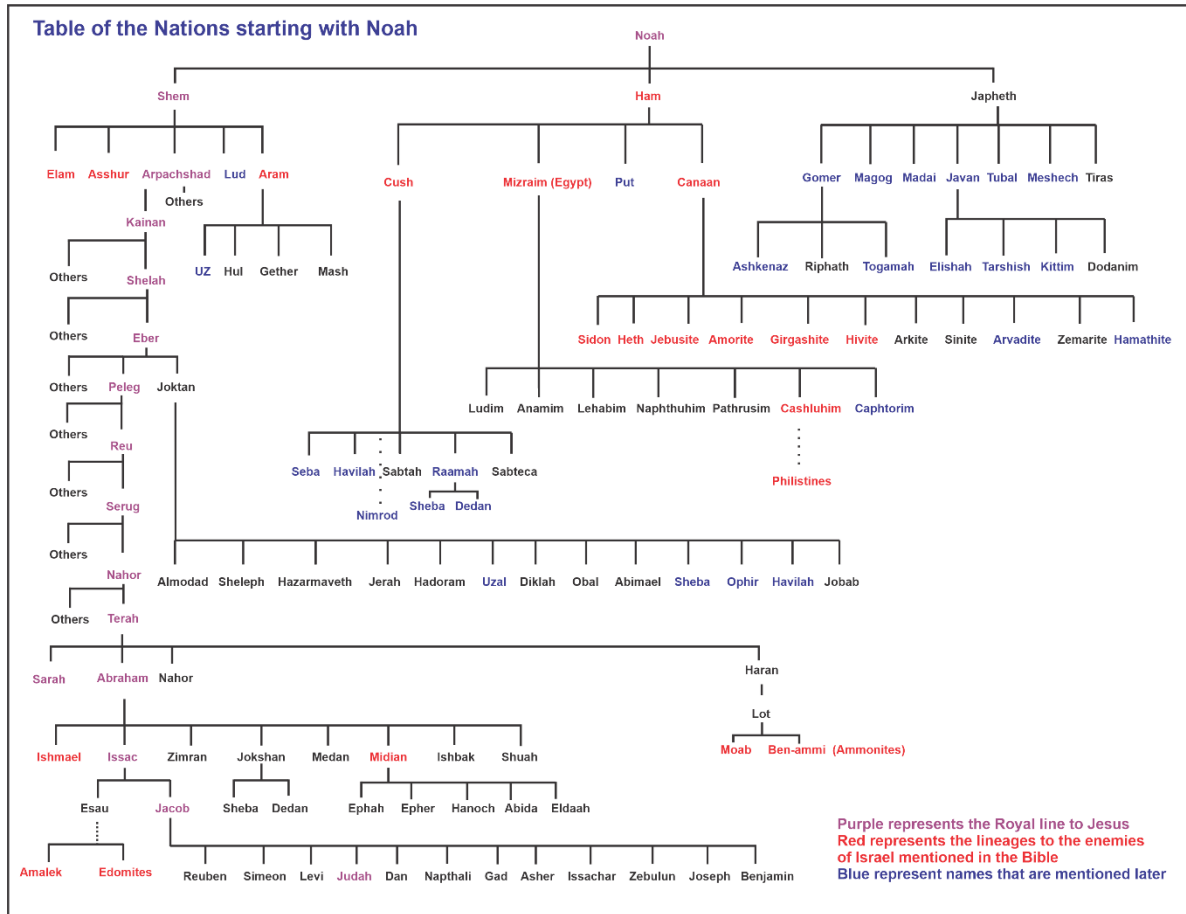 Table of the Nations starting with Noah
Noah
Shem Ham Japheth
Elam Asshur Arpachshad Lud Aram
Cush Mizraim (Egypt) Put Canaan
Gomer Magog Madai Javan Tubal Meshech Tiras
Others
Kainan
Others
UZ Hul Gether Mash
Ashkenaz Riphath Togamah Elishah Tarshish Kittim Dodanim
Shelah
Others
Eber
Sidon Heth Jebusite Amorite Girgashite Hivite Arkite Sinite Arvadite Zemarite Hamathite
Others Peleg Joktan
Ludim Anamim Lehabim Naphthuhim Pathrusim Cashluhim Caphtorim
Others
Reu
Seba Havilah Sabtah Raamah Sabteca
Philistines
Others
Serug
Sheba Dedan
Nimrod
Others
Nahor
Almodad Sheleph Hazarmaveth Jerah Hadoram Uzal Diklah Obal Abimael Sheba Ophir Havilah Jobab
Others Terah
Sarah Abraham Nahor Haran
Lot
Moab Ben-ammi (Ammonites)
Ishmael Issac Zimran Jokshan Medan Midian Ishbak Shuah
Esau Jacob Sheba Dedan Ephah Epher Hanoch Abida Eldaah
Amalek Edomites
Reuben Simeon Levi Judah Dan Napthali Gad Asher Issachar Zebulun Joseph Benjamin
Purple represents the Royal line to Jesus
Red represents the lineages to the enemies
of Israel mentioned in the Bible
Blue represent names that are mentioned later